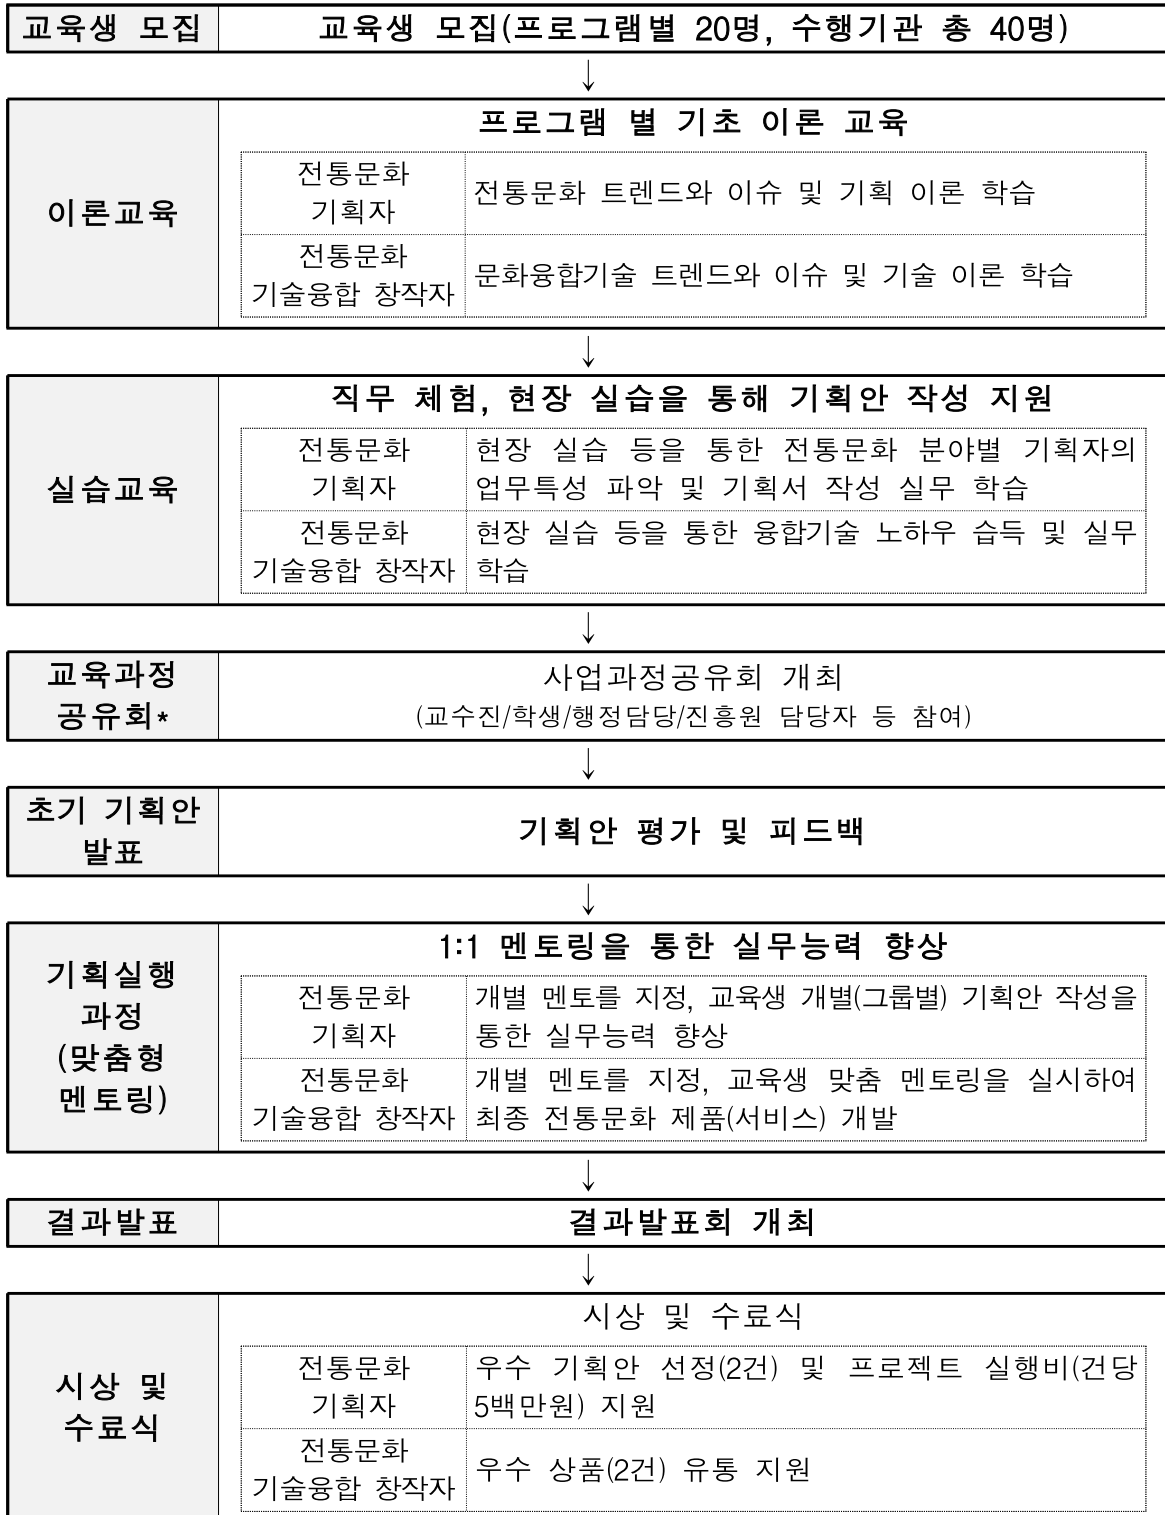 교육생 모집
교육생 모집(프로그램별 20명, 수행기관 총 40명)
↓
이론교육
프로그램 별 기초 이론 교육
전통문화
기획자
전통문화 트렌드와 이슈 및 기획 이론 학습
전통문화
기술융합 창작자
문화융합기술 트렌드와 이슈 및 기술 이론 학습
↓
실습교육
직무 체험, 현장 실습을 통해 기획안 작성 지원
전통문화
기획자
현장 실습 등을 통한 전통문화 분야별 기획자의
업무특성 파악 및 기획서 작성 실무 학습
전통문화
기술융합 창작자
현장 실습 등을 통한 융합기술 노하우 습득 및 실무
학습
↓
교육과정
공유회*
사업과정공유회 개최
(교수진/학생/행정담당/진흥원 담당자 등 참여)
↓
초기 기획안
발표
기획안 평가 및 피드백
↓
기획실행
과정
(맞춤형
멘토링)
1:1 멘토링을 통한 실무능력 향상
전통문화
기획자
개별 멘토를 지정, 교육생 개별(그룹별) 기획안 작성을
통한 실무능력 향상
전통문화
기술융합 창작자
개별 멘토를 지정, 교육생 맞춤 멘토링을 실시하여
최종 전통문화 제품(서비스) 개발
↓
결과발표
결과발표회 개최
↓
시상 및
수료식
시상 및 수료식
전통문화
기획자
우수 기획안 선정(2건) 및 프로젝트 실행비(건당
5백만원) 지원
전통문화
기술융합 창작자
우수 상품(2건) 유통 지원